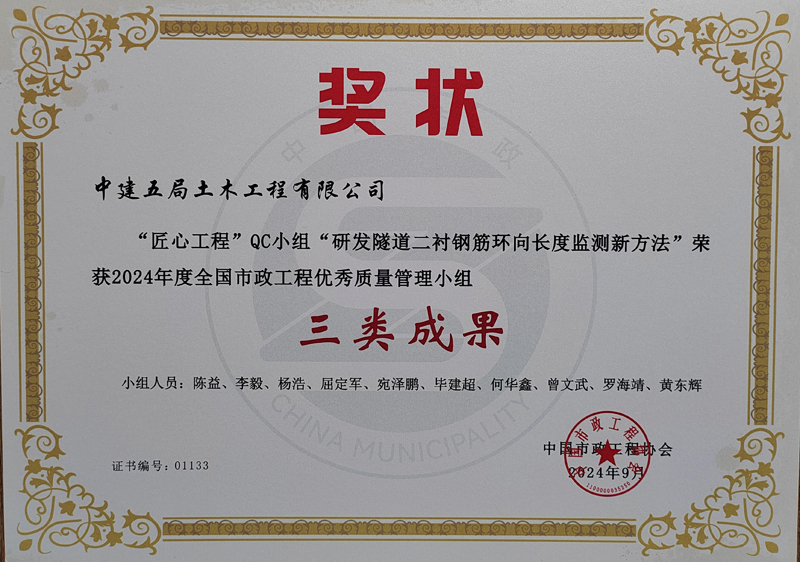 奖状
中建五局土木工程有限公司
“匠心工程”QC小组“研发隧道二衬钢筋环向长度监测新方法”荣
获2024年度全国市政工程优秀质量管理小组
三类成果
小组人员：陈益、李毅、杨浩、屈定军、宛泽鹏、毕建超、何华鑫、曾文武、罗海靖、黄东辉
CHINA MUNICIPALITY
中国市政工程协会
证书编号：01133
2024年9月